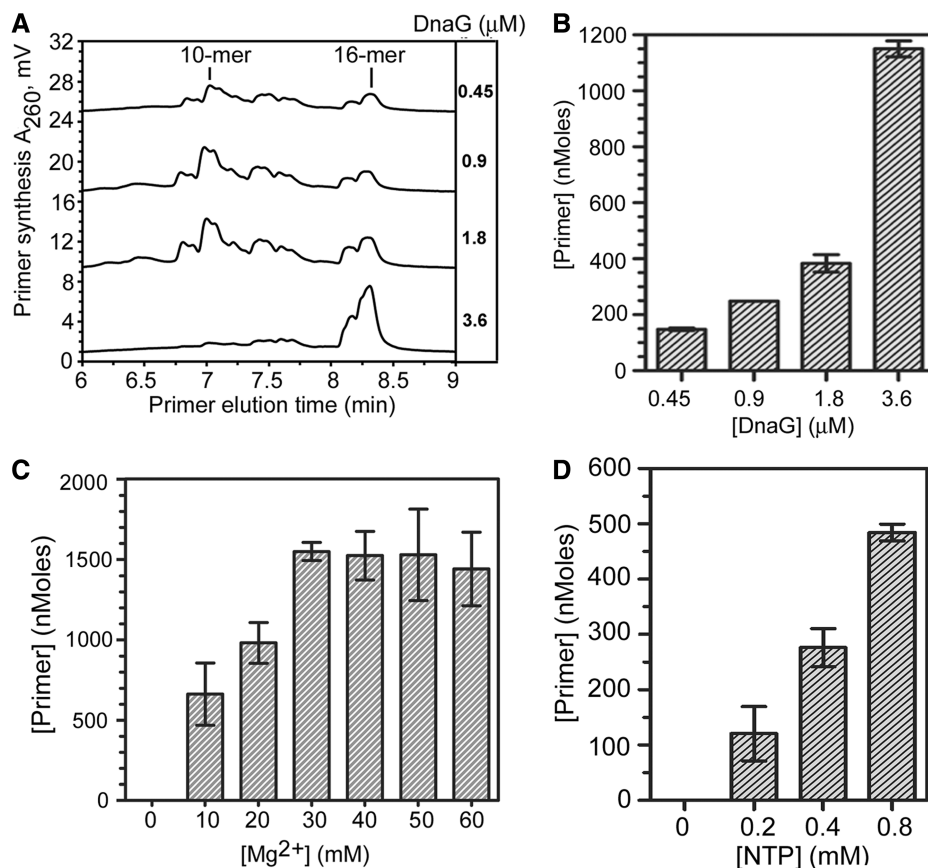 A
DnaG (μM)
32
28
24
20
16
12
8
4
0
Primer synthesis A260, mV
10-mer
16-mer
0.45
0.9
1.8
3.6
6 6.5 7 7.5 8 8.5 9
Primer elution time (min)
B
1200
1000
800
600
400
200
0
[Primer] (nMoles)
0.45 0.9 1.8 3.6
[DnaG] (μM)
C
2000
1500
1000
500
0
[Primer] (nMoles)
0 10 20 30 40 50 60
[Mg2+] (mM)
D
600
500
400
300
200
100
0
[Primer] (nMoles)
0 0.2 0.4 0.8
[NTP] (mM)